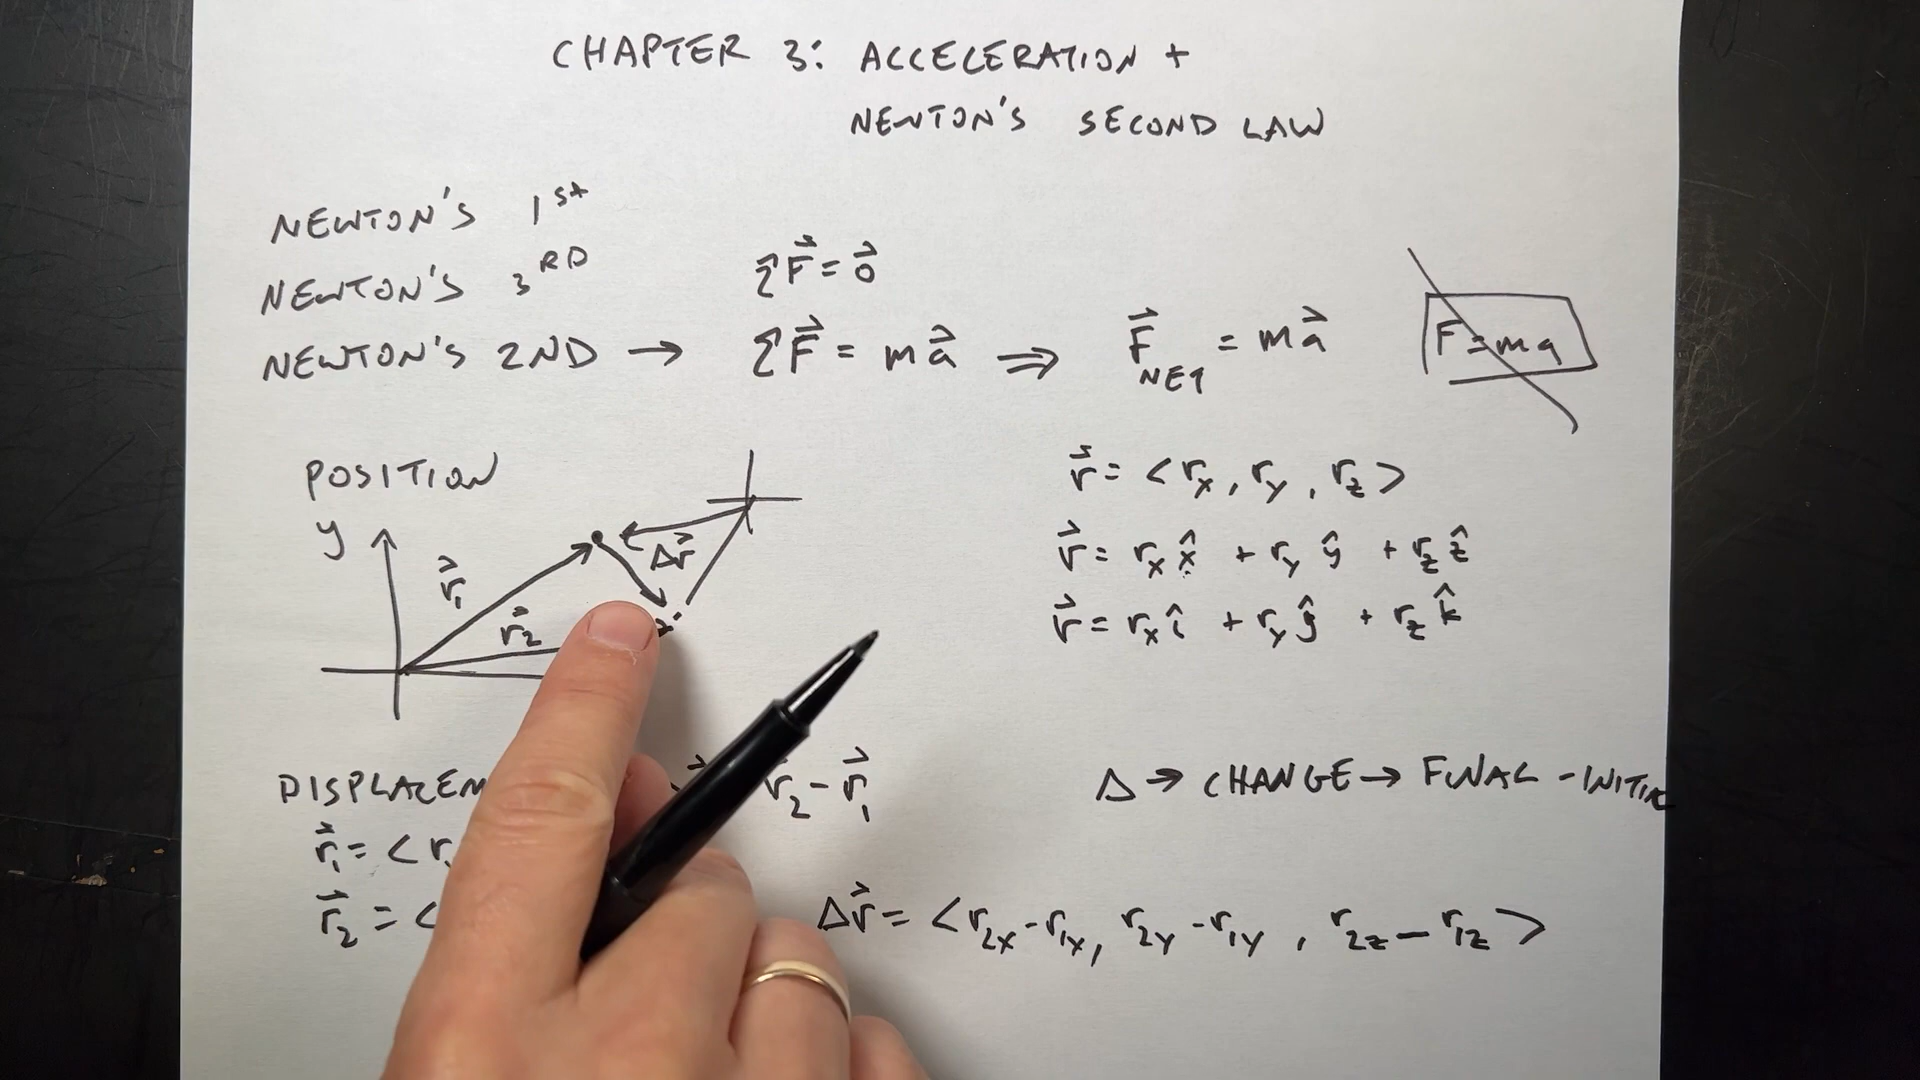 CHAPTER 3: ACCELERATION +
NEWTON'S SECOND LAW
NEWTON'S 1ST
NEWTON'S 3RD
ΣF⃗ = 0⃗
NEWTON'S 2ND → ΣF⃗ = ma⃗ ⇒ F⃗NET = ma⃗
F = ma
POSITION
y
r⃗₁
r⃗₂
Δr⃗
r⃗ = <rx, ry, rz>
r⃗ = rx x̂ + ry ŷ + rz ẑ
r⃗ = rx î + ry ĵ + rz k̂
DISPLACEM
r⃗₂ - r⃗₁
Δ → CHANGE → FINAL - INITIA
r⃗₁ = <r
r⃗₂ = <
Δr⃗ = <r2x - r1x, r2y - r1y, r2z - r1z>